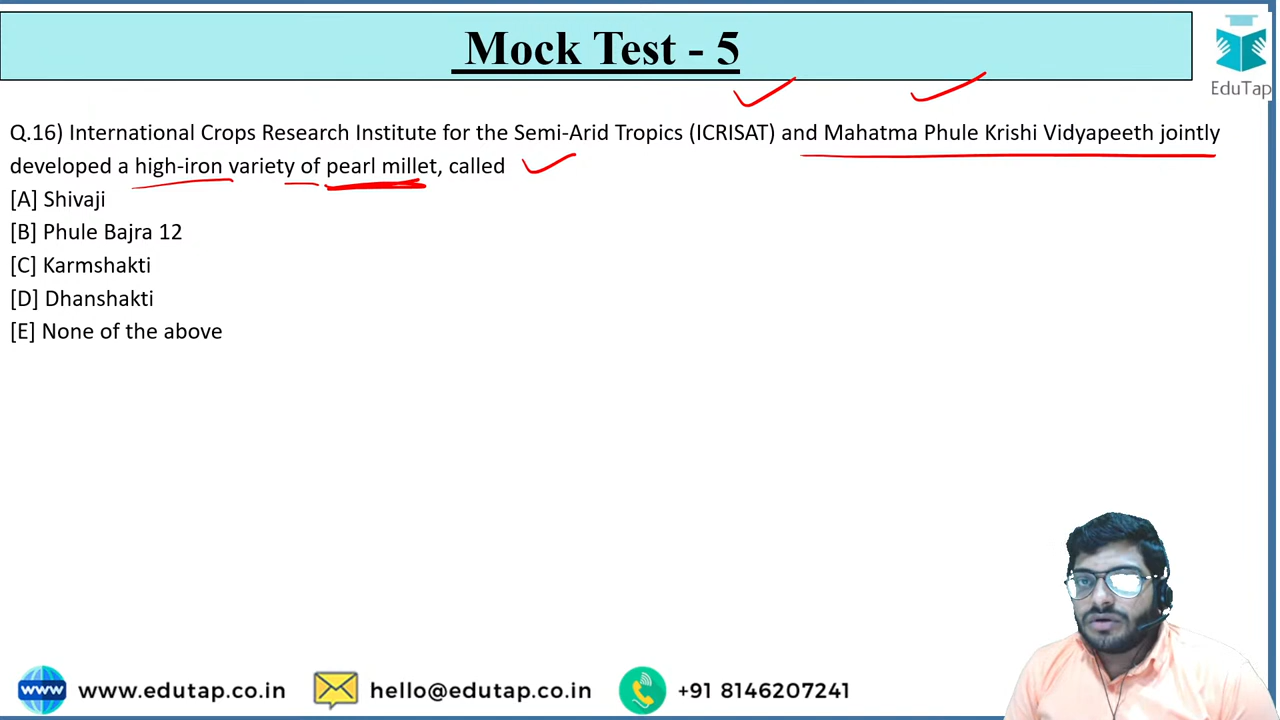 Mock Test - 5
EduTap
Q.16) International Crops Research Institute for the Semi-Arid Tropics (ICRISAT) and Mahatma Phule Krishi Vidyapeeth jointly
developed a high-iron variety of pearl millet, called
[A] Shivaji
[B] Phule Bajra 12
[C] Karmshakti
[D] Dhanshakti
[E] None of the above
www www.edutap.co.in hello@edutap.co.in +91 8146207241